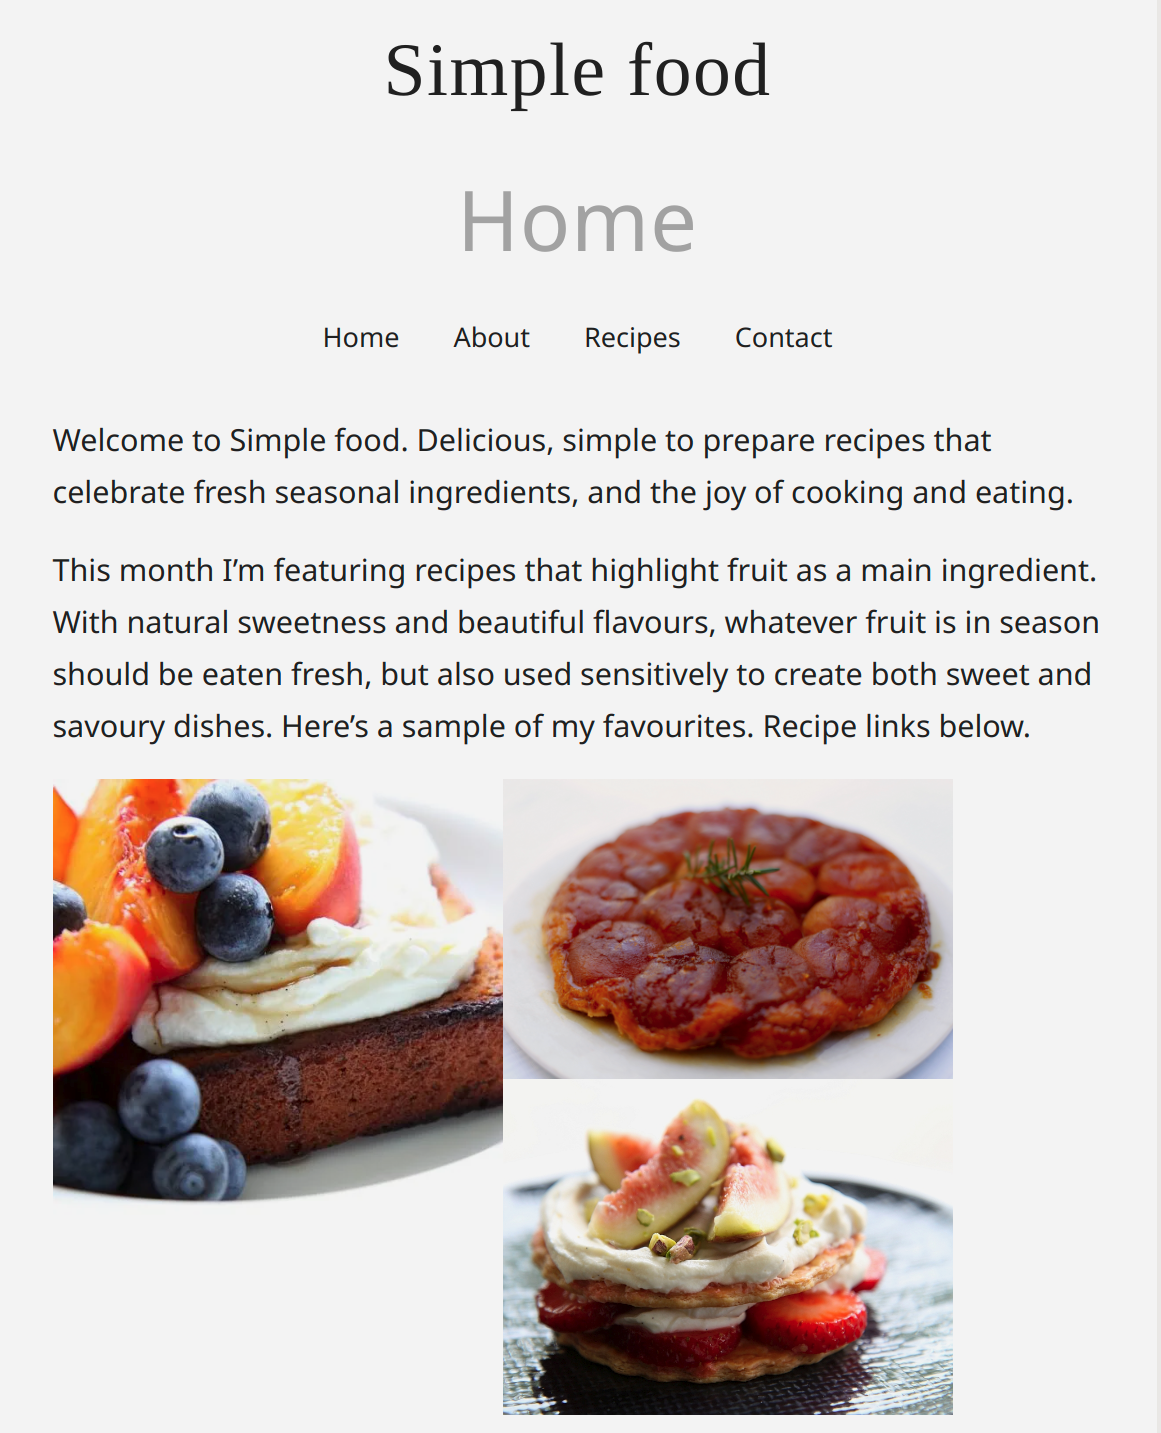 Simple food
Home
Home About Recipes Contact
Welcome to Simple food. Delicious, simple to prepare recipes that
celebrate fresh seasonal ingredients, and the joy of cooking and eating.
This month I’m featuring recipes that highlight fruit as a main ingredient.
With natural sweetness and beautiful flavours, whatever fruit is in season
should be eaten fresh, but also used sensitively to create both sweet and
savoury dishes. Here’s a sample of my favourites. Recipe links below.